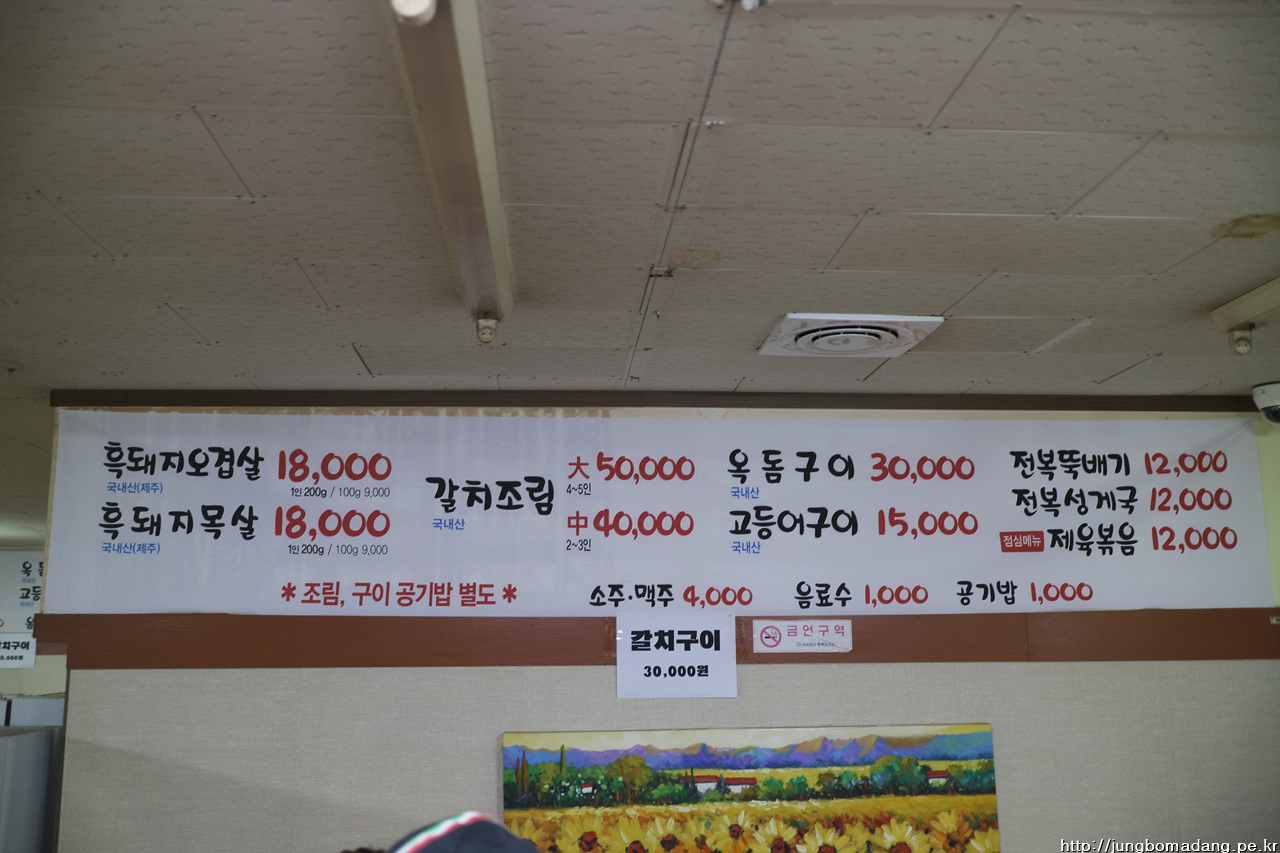 흑돼지오겹살 18,000
국내산(제주) 1인 200g / 100g 9,000
흑돼지목살 18,000
국내산(제주) 1인 200g / 100g 9,000
갈치조림
국내산
大 50,000
4~5인
中 40,000
2~3인
옥돔구이 30,000
국내산
고등어구이 15,000
국내산
전복뚝배기 12,000
전복성게국 12,000
점심메뉴 제육볶음 12,000
* 조림, 구이 공기밥 별도 *
소주·맥주 4,000 음료수 1,000 공기밥 1,000
갈치구이
30,000원
금연구역
http://jungbomadang.pe.kr